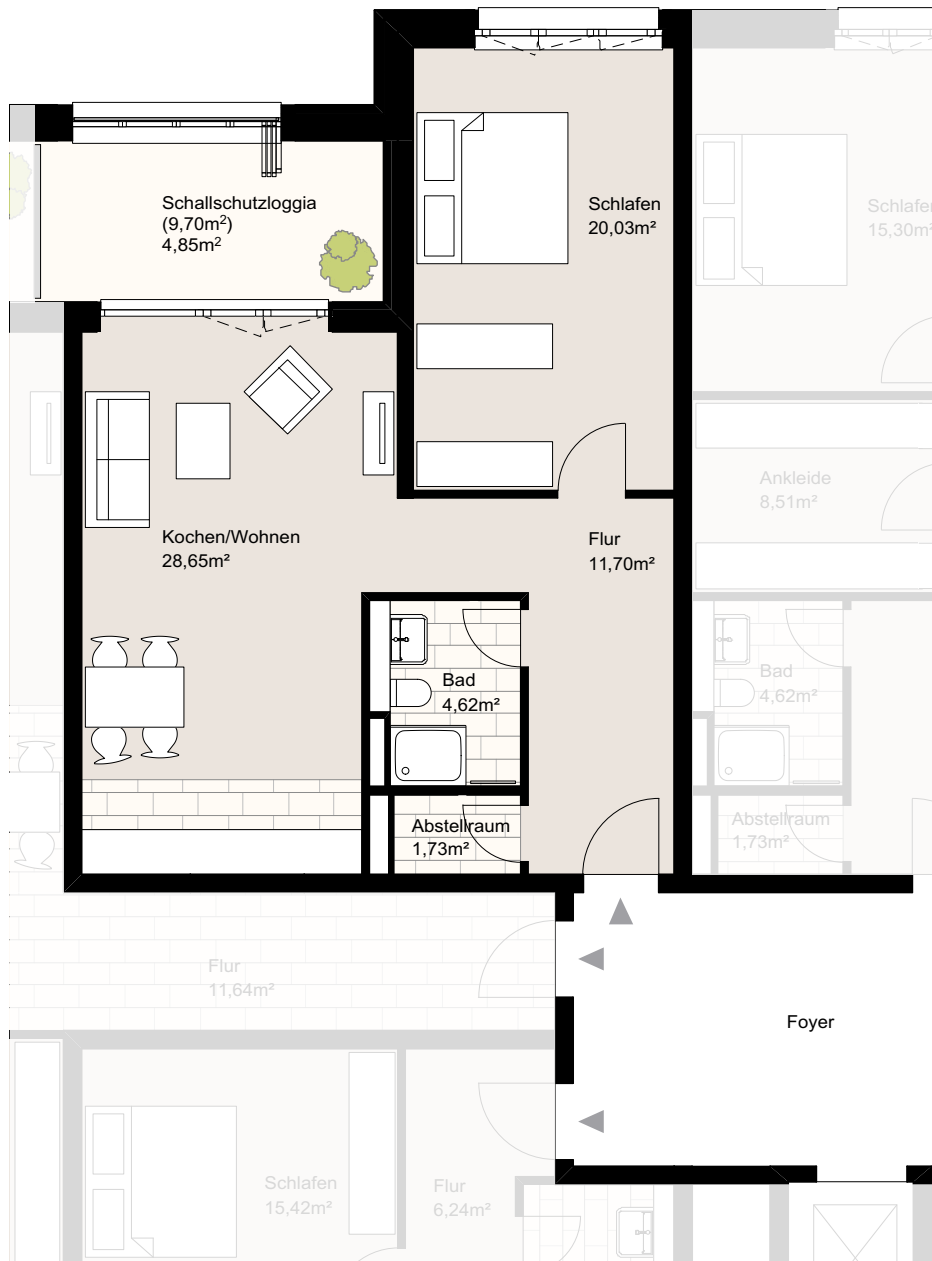 Schallschutzloggia
(9,70m²)
4,85m²
Schlafen
20,03m²
Schlafen
15,30m²
Ankleide
8,51m²
Kochen/Wohnen
28,65m²
Flur
11,70m²
Bad
4,62m²
Bad
4,62m²
Abstellraum
1,73m²
Abstellraum
1,73m²
Flur
11,64m²
Foyer
Schlafen
15,42m²
Flur
6,24m²